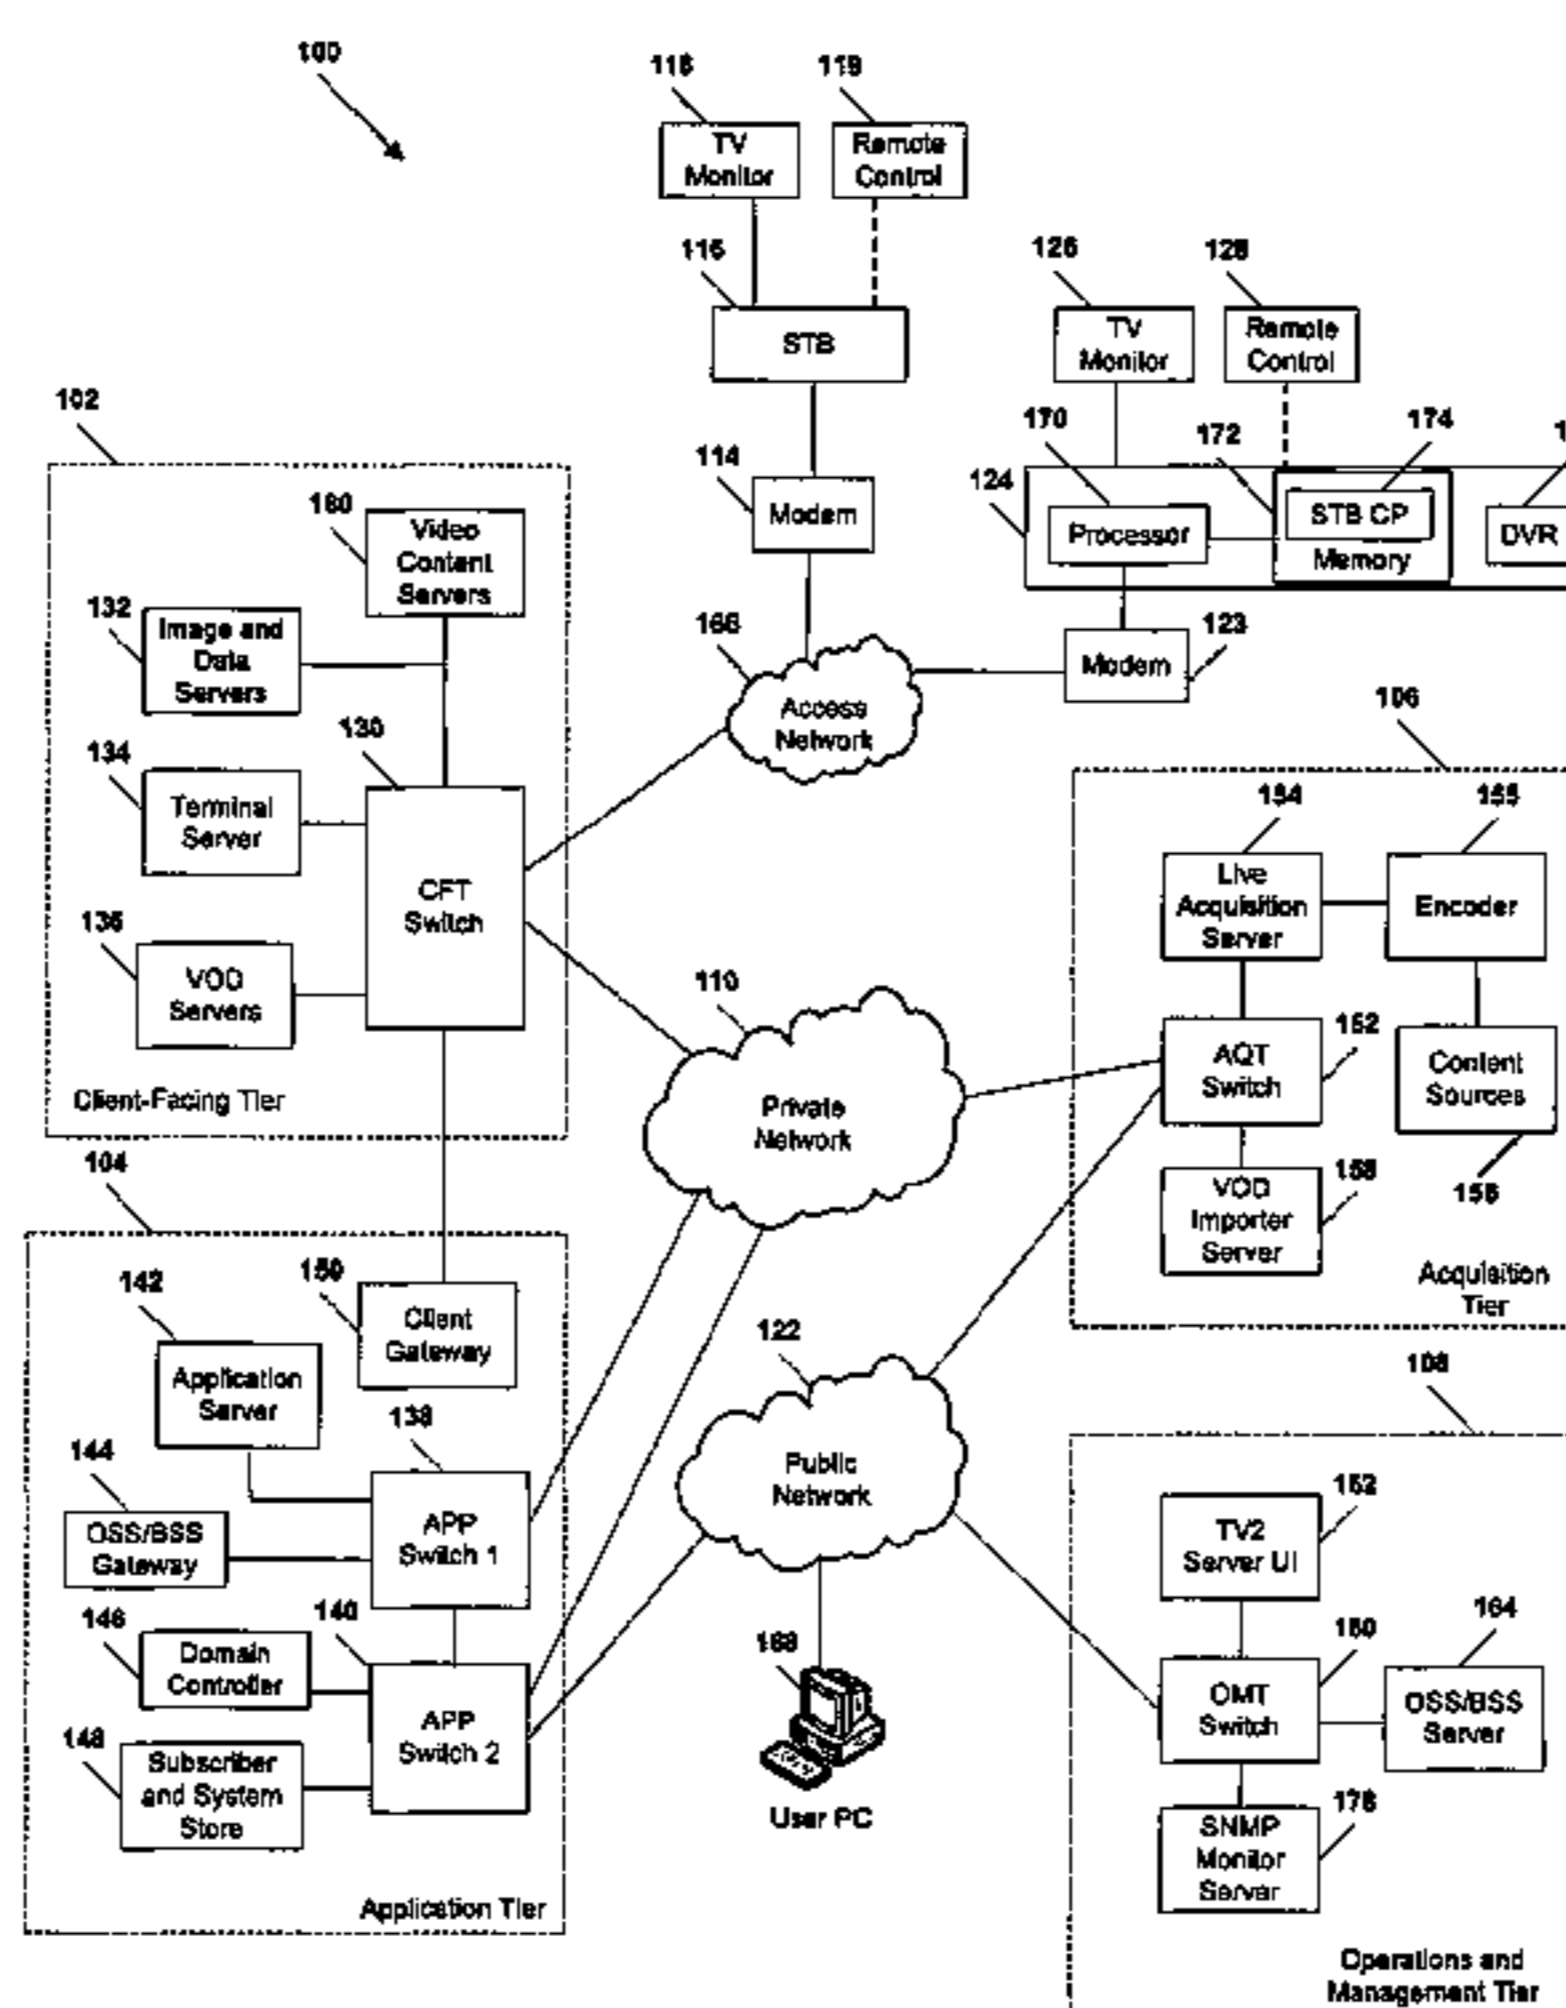 100
118
119
TV
Monitor
Remote
Control
116
STB
126
128
TV
Monitor
Remote
Control
114
Modem
170
172
174
124
Processor
STB CP
Memory
DVR
166
Access
Network
Modem
123
102
180
Video
Content
Servers
132
Image and
Data
Servers
130
134
Terminal
Server
CFT
Switch
136
VOD
Servers
Client-Facing Tier
106
154
155
Live
Acquisition
Server
Encoder
152
AQT
Switch
Content
Sources
158
156
VOD
Importer
Server
Acquisition
Tier
110
Private
Network
104
142
150
Client
Gateway
Application
Server
138
144
OSS/BSS
Gateway
APP
Switch 1
146
140
Domain
Controller
148
Subscriber
and System
Store
APP
Switch 2
Application Tier
122
Public
Network
168
User PC
108
162
TV2
Server UI
160
164
OMT
Switch
OSS/BSS
Server
178
SNMP
Monitor
Server
Operations and
Management Tier